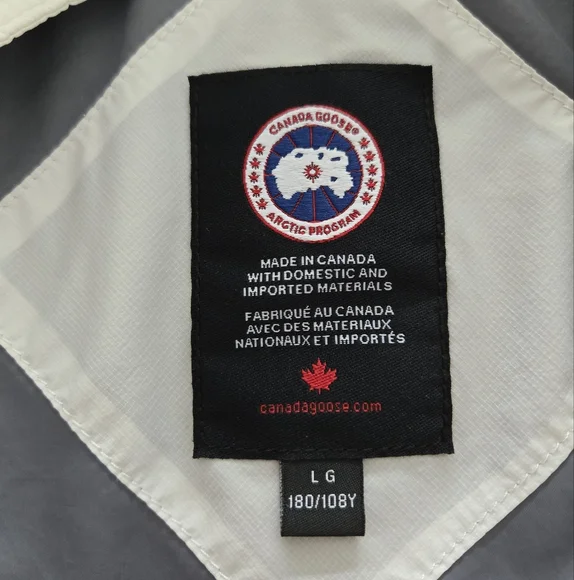 CANADA GOOSE®
ARCTIC PROGRAM
MADE IN CANADA
WITH DOMESTIC AND
IMPORTED MATERIALS
FABRIQUÉ AU CANADA
AVEC DES MATERIAUX
NATIONAUX ET IMPORTÉS
canadagoose.com
LG
180/108Y